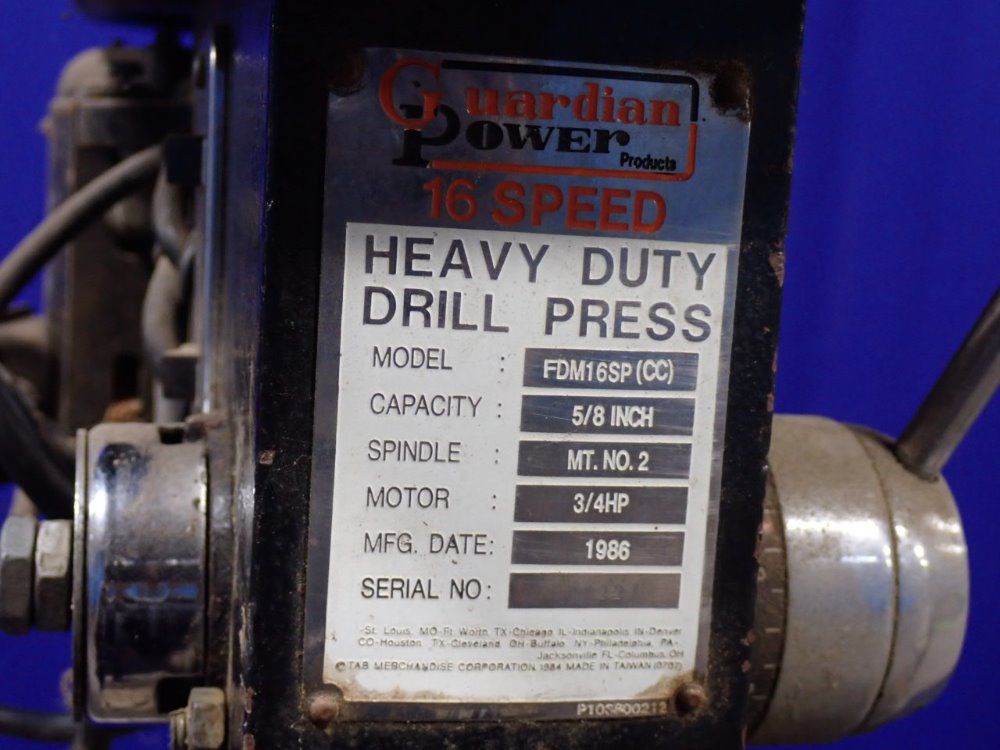 Guardian
Power
Products
16 SPEED
HEAVY DUTY
DRILL PRESS
MODEL : FDM16SP (CC)
CAPACITY : 5/8 INCH
SPINDLE : MT. NO. 2
MOTOR : 3/4HP
MFG. DATE: 1986
SERIAL NO :
St. Louis, MO-Ft. Worth, TX-Chicago IL-Indianapolis IN-Denver
CO-Houston, TX-Cleveland, OH-Buffalo NY-Philadelphia, PA-
Jacksonville FL-Columbus, OH
©TAB MERCHANDISE CORPORATION, 1984 MADE IN TAIWAN (0707)
P10S800212